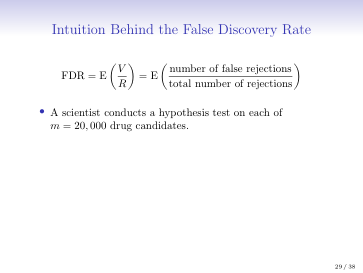 Intuition Behind the False Discovery Rate
FDR = E(V/R) = E(number of false rejections/total number of rejections)
• A scientist conducts a hypothesis test on each of
m = 20,000 drug candidates.
29 / 38